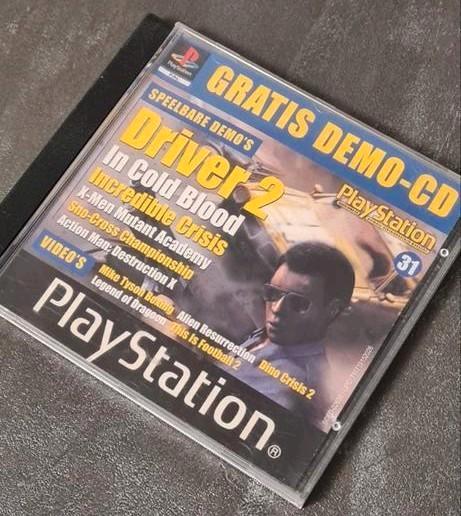 PlayStation
GRATIS DEMO-CD
SPEELBARE DEMO'S
Driver 2
In Cold Blood
Incredible Crisis
X-Men Mutant Academy
Sno-Cross Championship
Action Man: Destruction X
PlayStation
31
VIDEO'S
Mike Tyson Boxing Alien Resurrection Dino Crisis 2
Legend of Dragoon This Is Football 2
PlayStation®